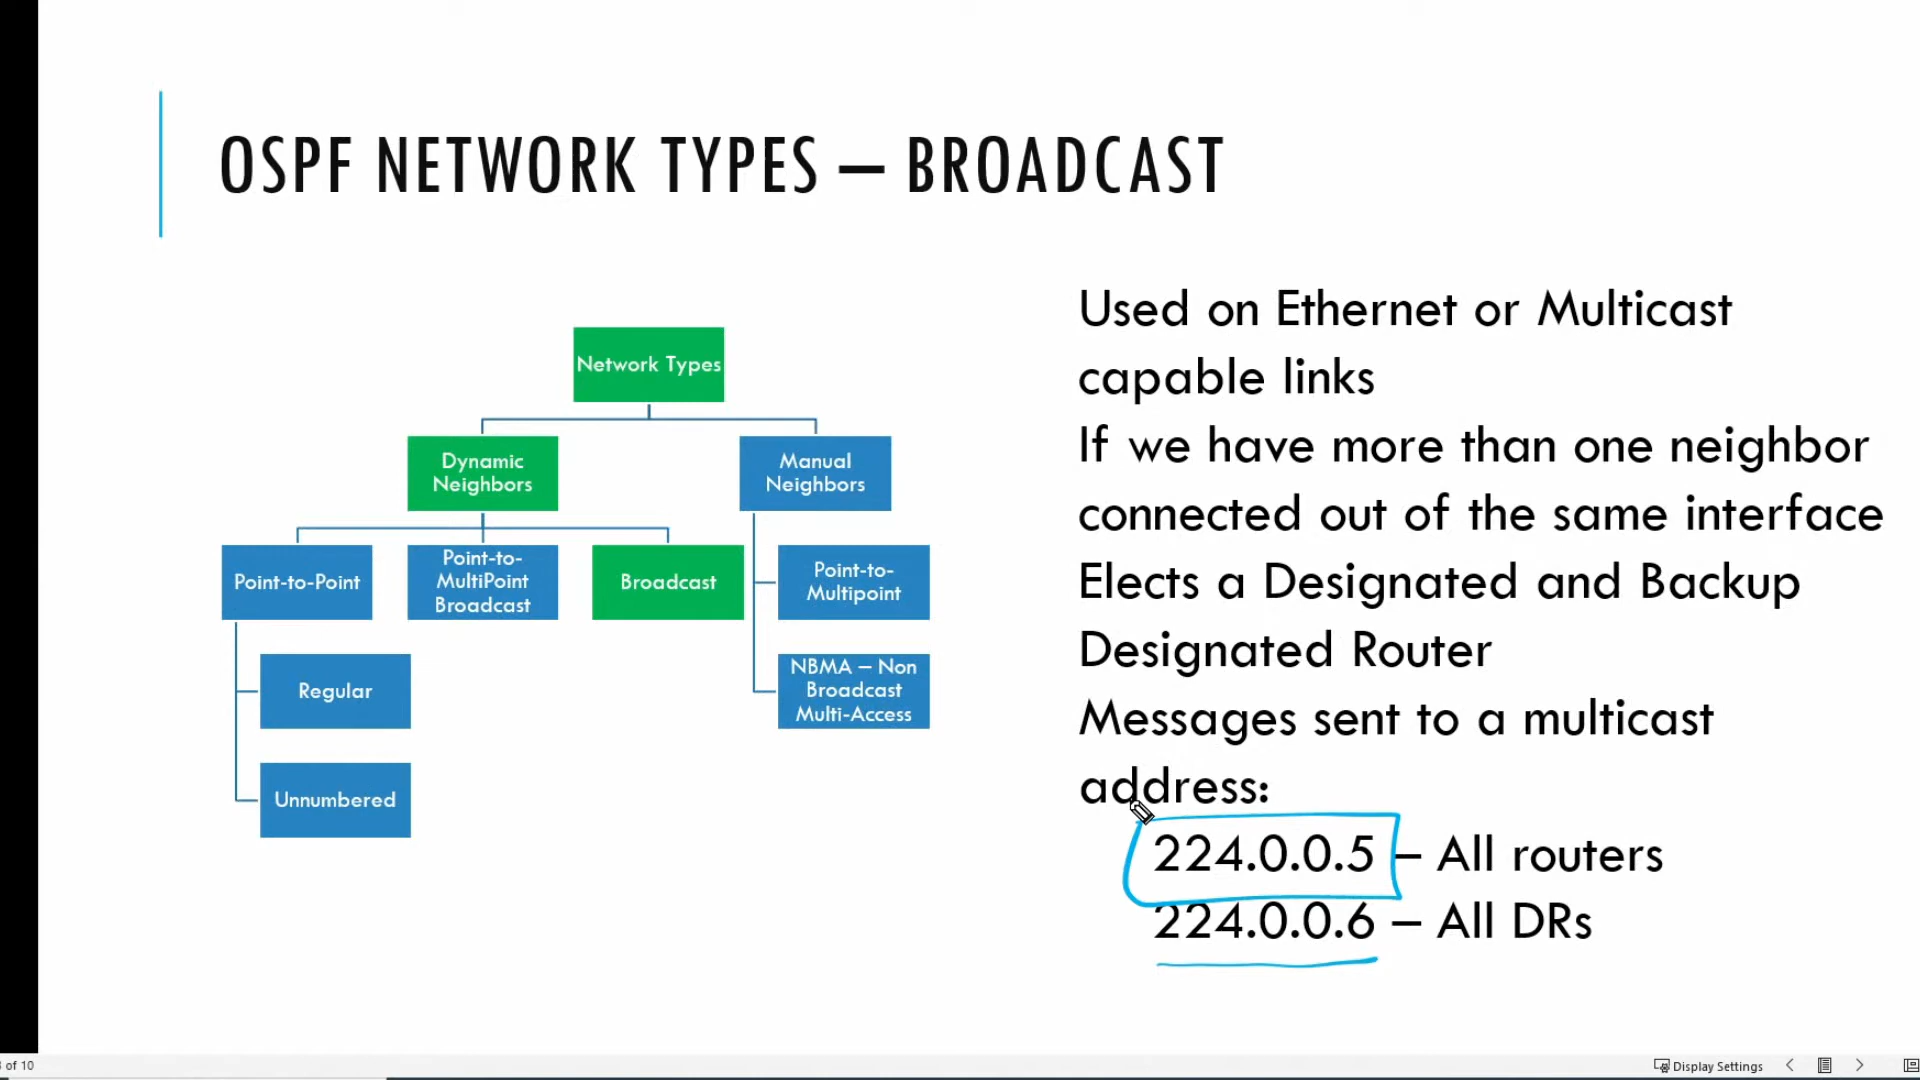 OSPF NETWORK TYPES – BROADCAST
Network Types
Dynamic
Neighbors
Manual
Neighbors
Point-to-Point
Point-to-
MultiPoint
Broadcast
Broadcast
Point-to-
Multipoint
Regular
NBMA – Non
Broadcast
Multi-Access
Unnumbered
Used on Ethernet or Multicast
capable links
If we have more than one neighbor
connected out of the same interface
Elects a Designated and Backup
Designated Router
Messages sent to a multicast
address:
224.0.0.5 – All routers
224.0.0.6 – All DRs
of 10
Display Settings